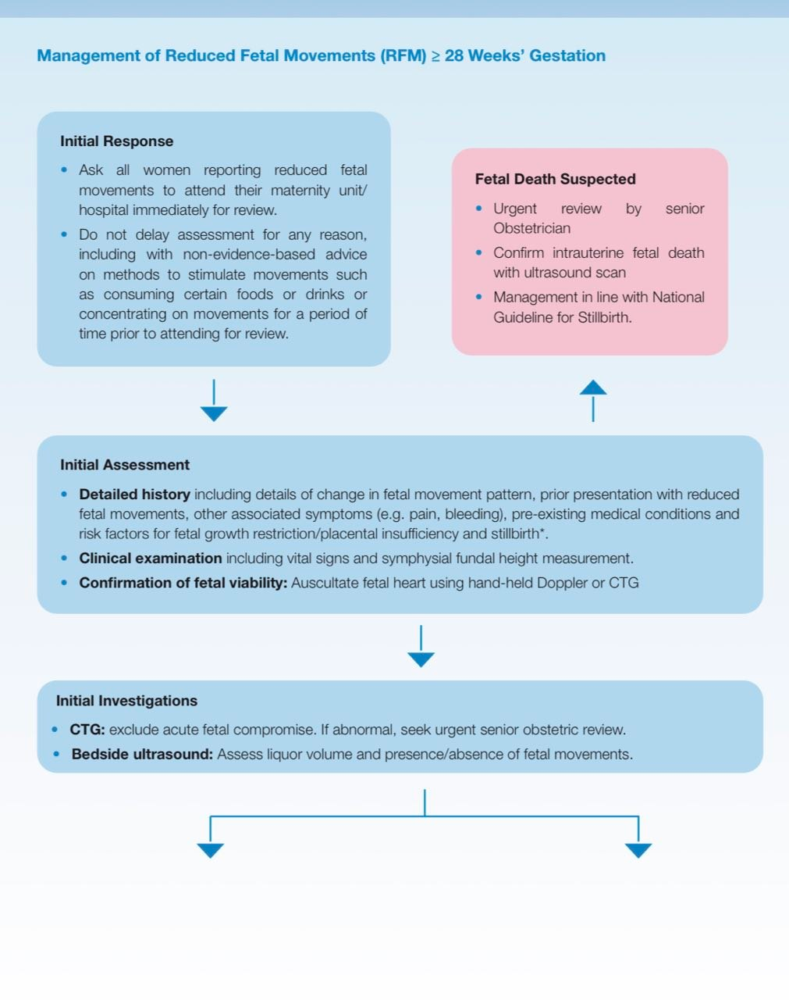 Management of Reduced Fetal Movements (RFM) ≥ 28 Weeks’ Gestation
Initial Response
• Ask all women reporting reduced fetal
movements to attend their maternity unit/
hospital immediately for review.
• Do not delay assessment for any reason,
including with non-evidence-based advice
on methods to stimulate movements such
as consuming certain foods or drinks or
concentrating on movements for a period of
time prior to attending for review.
Fetal Death Suspected
• Urgent review by senior
Obstetrician
• Confirm intrauterine fetal death
with ultrasound scan
• Management in line with National
Guideline for Stillbirth.
Initial Assessment
• Detailed history including details of change in fetal movement pattern, prior presentation with reduced
fetal movements, other associated symptoms (e.g. pain, bleeding), pre-existing medical conditions and
risk factors for fetal growth restriction/placental insufficiency and stillbirth*.
• Clinical examination including vital signs and symphysial fundal height measurement.
• Confirmation of fetal viability: Auscultate fetal heart using hand-held Doppler or CTG
Initial Investigations
• CTG: exclude acute fetal compromise. If abnormal, seek urgent senior obstetric review.
• Bedside ultrasound: Assess liquor volume and presence/absence of fetal movements.